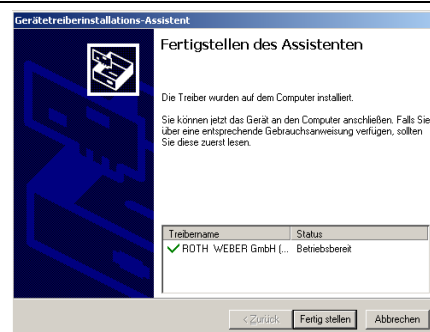 Gerätetreiberinstallations-Assistent
Fertigstellen des Assistenten
Die Treiber wurden auf dem Computer installiert.
Sie können jetzt das Gerät an den Computer anschließen. Falls Sie
über eine entsprechende Gebrauchsanweisung verfügen, sollten
Sie diese zuerst lesen.
Treibername Status
ROTH WEBER GmbH (... Betriebsbereit
< Zurück Fertig stellen Abbrechen